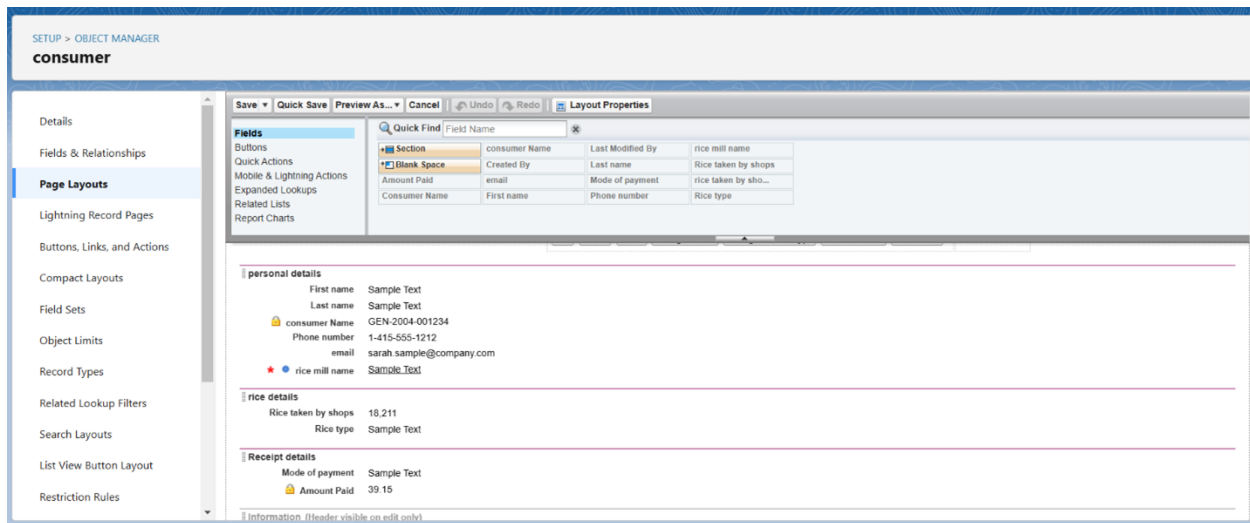 SETUP > OBJECT MANAGER
consumer
Details
Fields & Relationships
Page Layouts
Lightning Record Pages
Buttons, Links, and Actions
Compact Layouts
Field Sets
Object Limits
Record Types
Related Lookup Filters
Search Layouts
List View Button Layout
Restriction Rules
Save Quick Save Preview As... Cancel Undo Redo Layout Properties
Fields
Buttons
Quick Actions
Mobile & Lightning Actions
Expanded Lookups
Related Lists
Report Charts
Quick Find Field Name
Section consumer Name Last Modified By rice mill name
Blank Space Created By Last name Rice taken by shops
Amount Paid email Mode of payment rice taken by sho...
Consumer Name First name Phone number Rice type
personal details
First name Sample Text
Last name Sample Text
consumer Name GEN-2004-001234
Phone number 1-415-555-1212
email sarah.sample@company.com
rice mill name Sample Text
rice details
Rice taken by shops 18,211
Rice type Sample Text
Receipt details
Mode of payment Sample Text
Amount Paid 39.15
Information (Header visible on edit only)